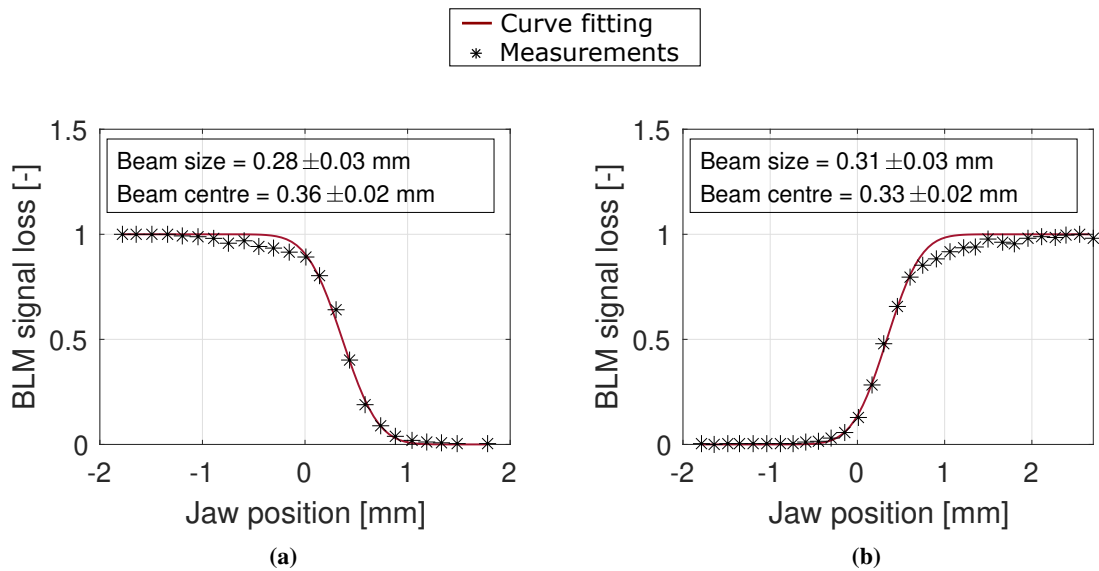 Curve fitting
Measurements
1.5
1
0.5
0
BLM signal loss [-]
Beam size = 0.28 ±0.03 mm
Beam centre = 0.36 ±0.02 mm
-2 -1 0 1 2
Jaw position [mm]
(a)
1.5
1
0.5
0
BLM signal loss [-]
Beam size = 0.31 ±0.03 mm
Beam centre = 0.33 ±0.02 mm
-2 -1 0 1 2
Jaw position [mm]
(b)